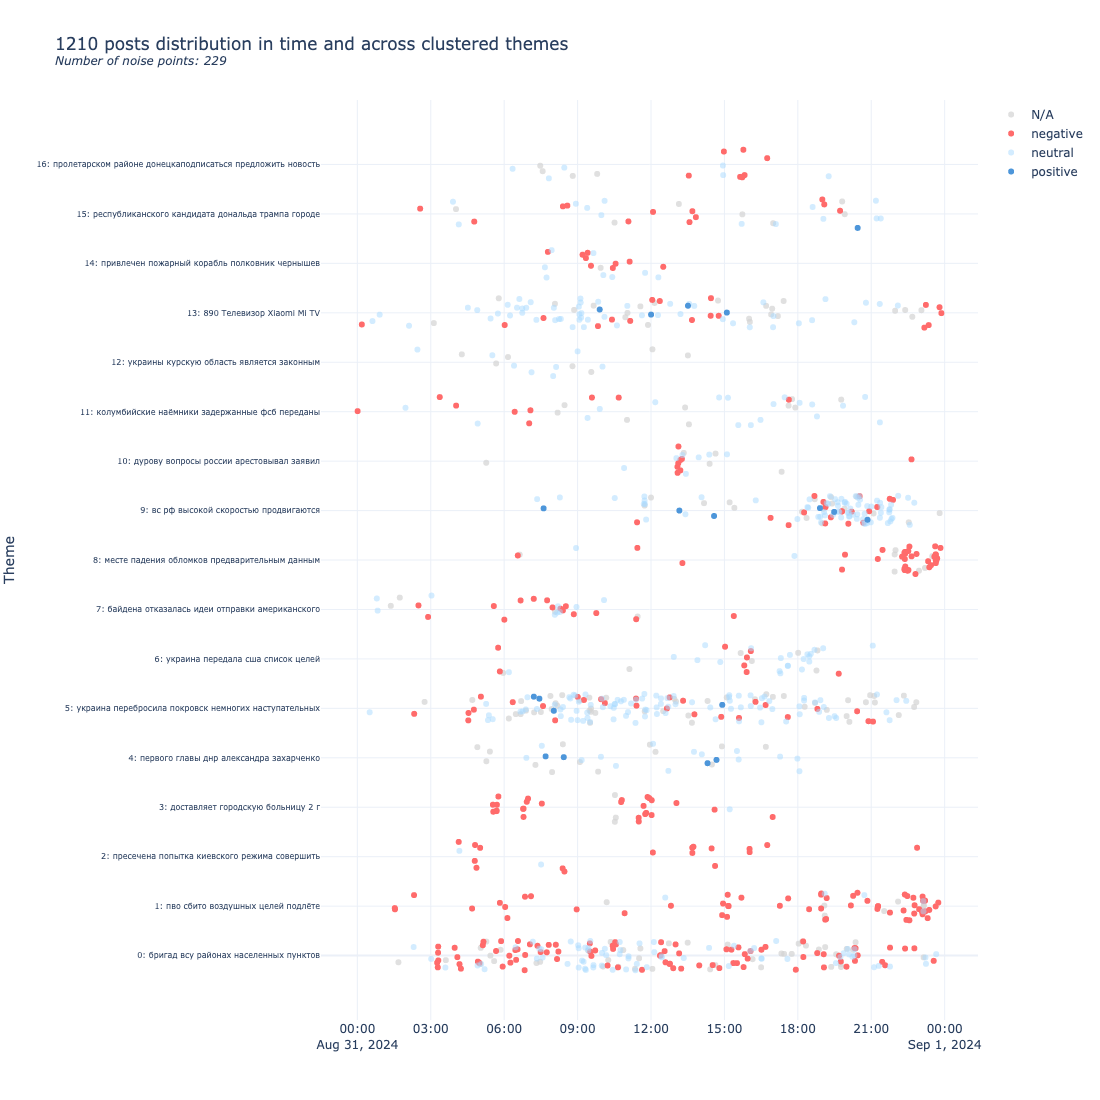 1210 posts distribution in time and across clustered themes
Number of noise points: 229
N/A
negative
neutral
positive
Theme
16: пролетарском районе донецкаподписаться предложить новость
15: республиканского кандидата дональда трампа городе
14: привлечен пожарный корабль полковник чернышев
13: 890 Телевизор Xiaomi Mi TV
12: украины курскую область является законным
11: колумбийские наёмники задержанные фсб переданы
10: дурову вопросы россии арестовывал заявил
9: вс рф высокой скоростью продвигаются
8: месте падения обломков предварительным данным
7: байдена отказалась идеи отправки американского
6: украина передала сша список целей
5: украина перебросила покровск немногих наступательных
4: первого главы днр александра захарченко
3: доставляет городскую больницу 2 г
2: пресечена попытка киевского режима совершить
1: пво сбито воздушных целей подлёте
0: бригад всу районах населенных пунктов
00:00 03:00 06:00 09:00 12:00 15:00 18:00 21:00 00:00
Aug 31, 2024 Sep 1, 2024